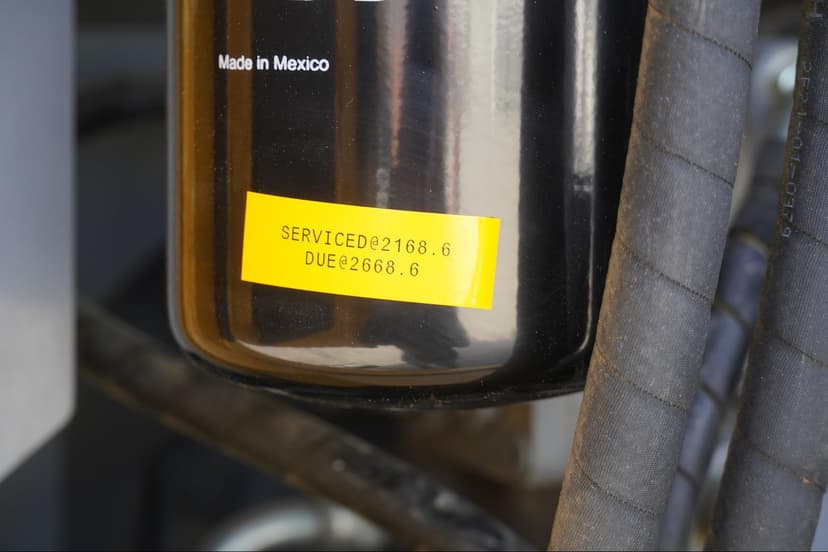 Made in Mexico
SERVICED@2168.6
DUE@2668.6